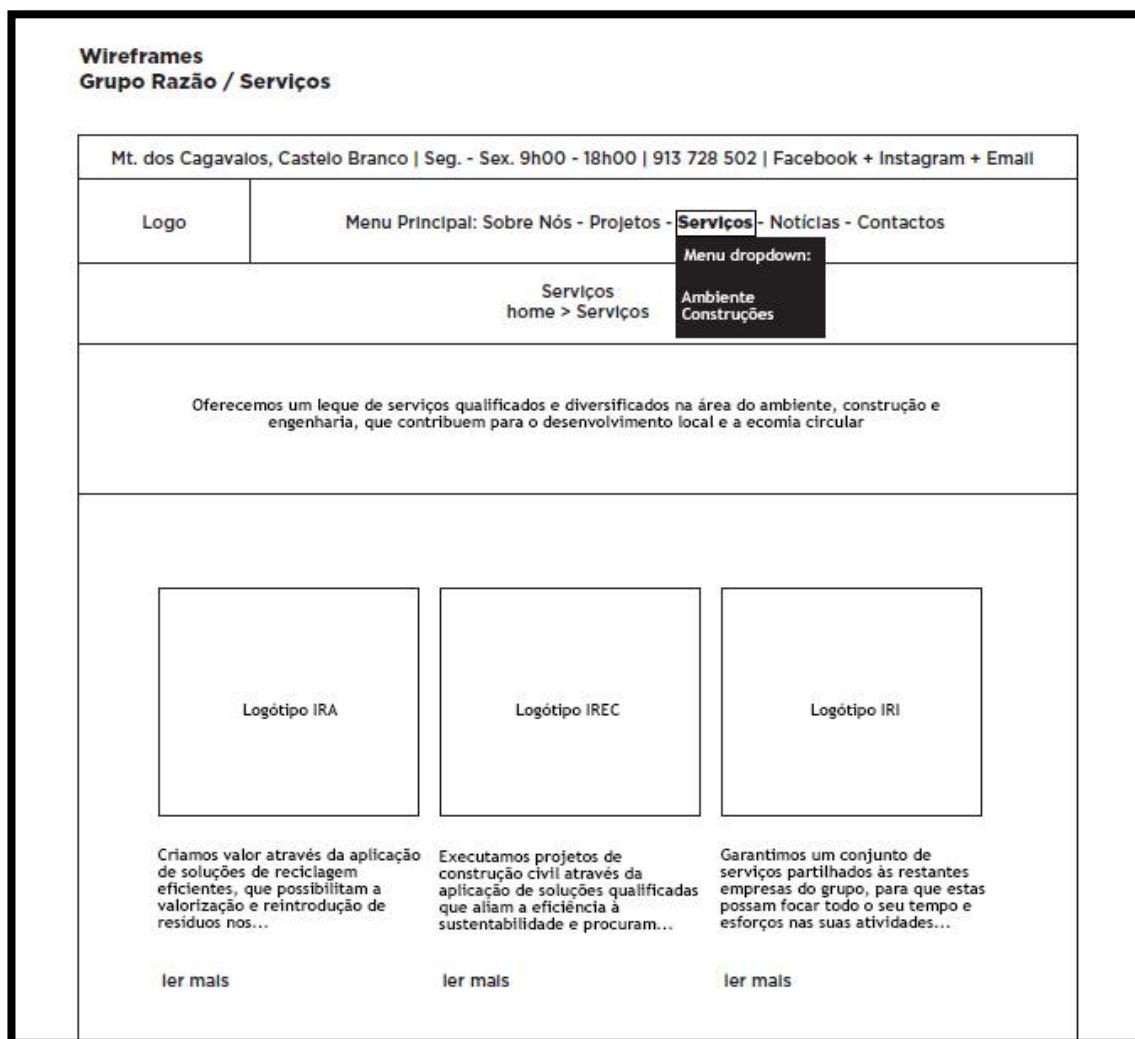 Wireframes
Grupo Razão / Serviços
Mt. dos Cagavaios, Castelo Branco | Seg. - Sex. 9h00 - 18h00 | 913 728 502 | Facebook + Instagram + Email
Logo
Menu Principal: Sobre Nós - Projetos - Serviços - Notícias - Contactos
Menu dropdown:
Ambiente
Construções
Serviços
home > Serviços
Oferecemos um leque de serviços qualificados e diversificados na área do ambiente, construção e
engenharia, que contribuem para o desenvolvimento local e a ecomia circular
Logótipo IRA
Logótipo IREC
Logótipo IRI
Criamos valor através da aplicação
de soluções de reciclagem
eficientes, que possibilitam a
valorização e reintrodução de
resíduos nos...
ler mais
Executamos projetos de
construção civil através da
aplicação de soluções qualificadas
que aliam a eficiência à
sustentabilidade e procuram...
ler mais
Garantimos um conjunto de
serviços partilhados às restantes
empresas do grupo, para que estas
possam focar todo o seu tempo e
esforços nas suas atividades...
ler mais